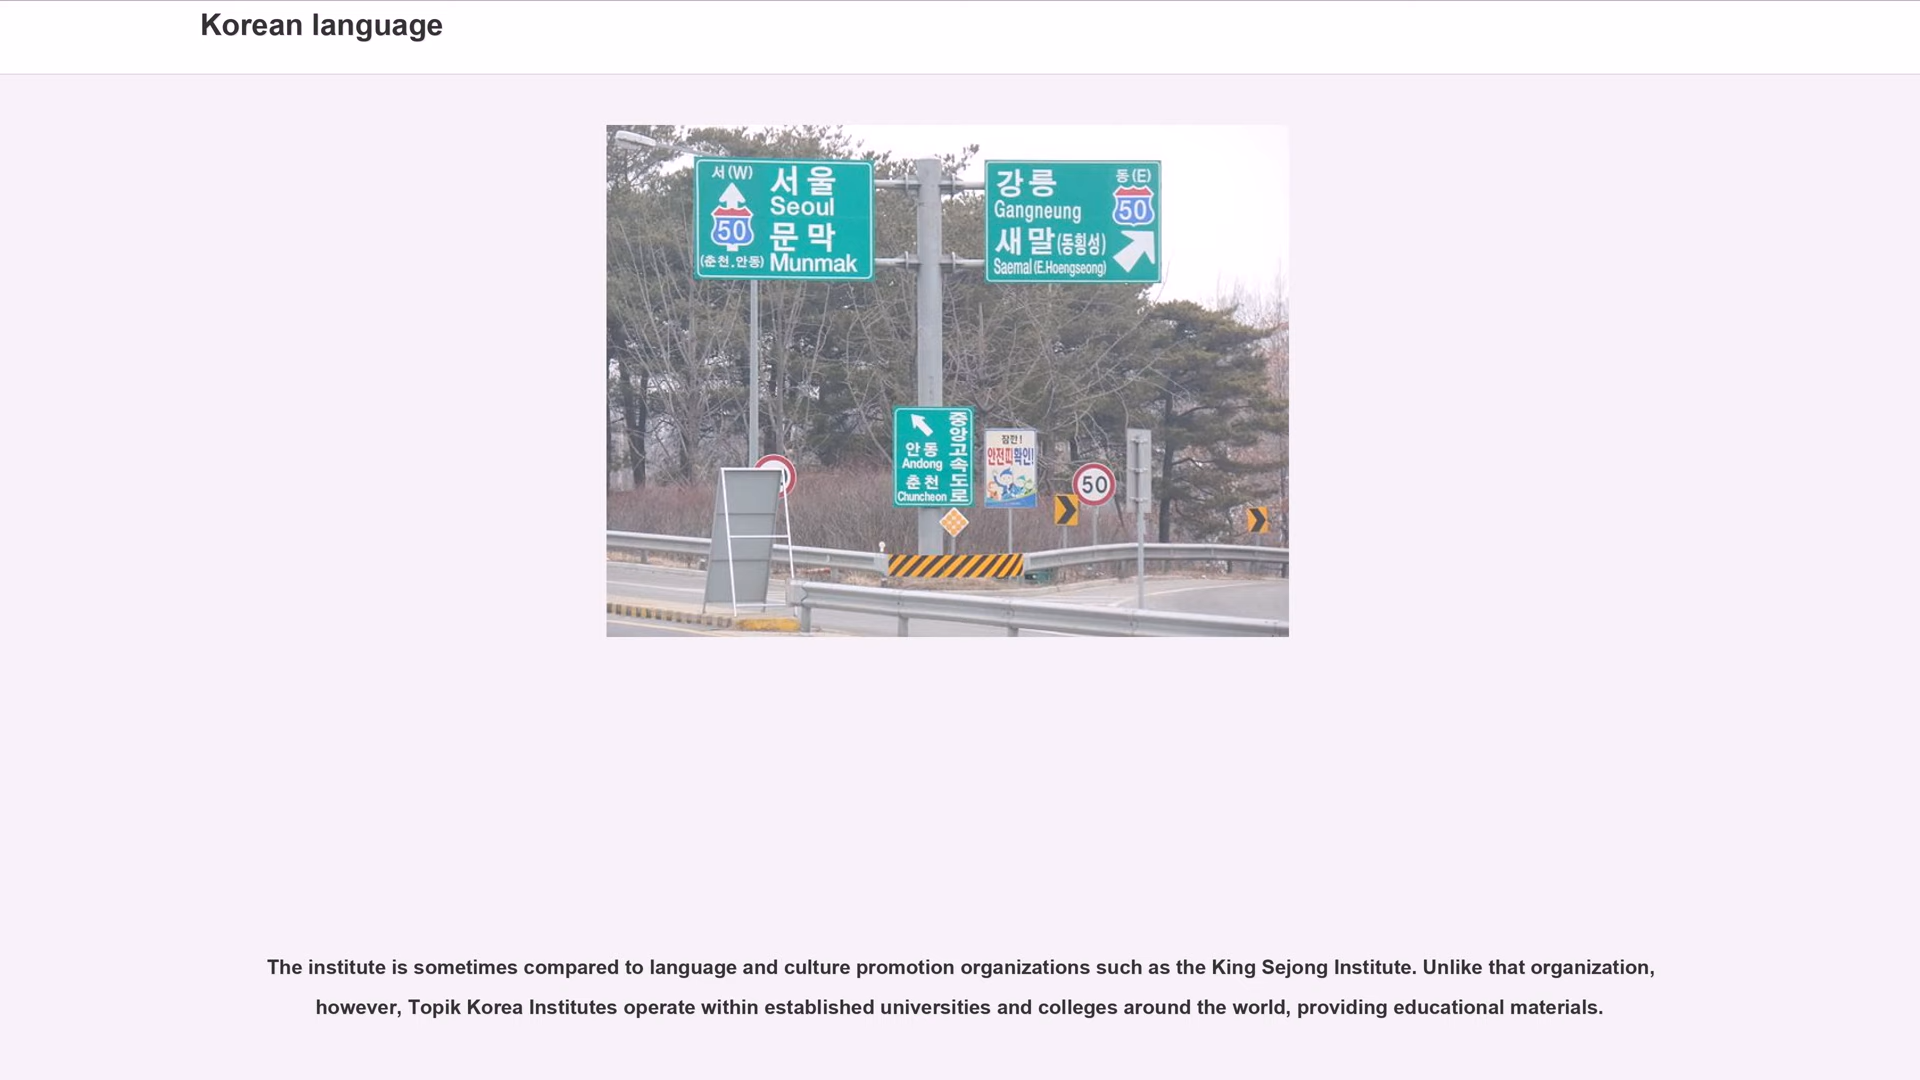 Korean language
서(W)
서울
Seoul
50
문막
(춘천.안동)
Munmak
강릉
동(E)
Gangneung
50
새말(동횡성)
Saemal(E.Hoengseong)
중앙고속도로
안동
Andong
춘천
Chuncheon
잠깐!
안전띠확인!
50
The institute is sometimes compared to language and culture promotion organizations such as the King Sejong Institute. Unlike that organization,
however, Topik Korea Institutes operate within established universities and colleges around the world, providing educational materials.